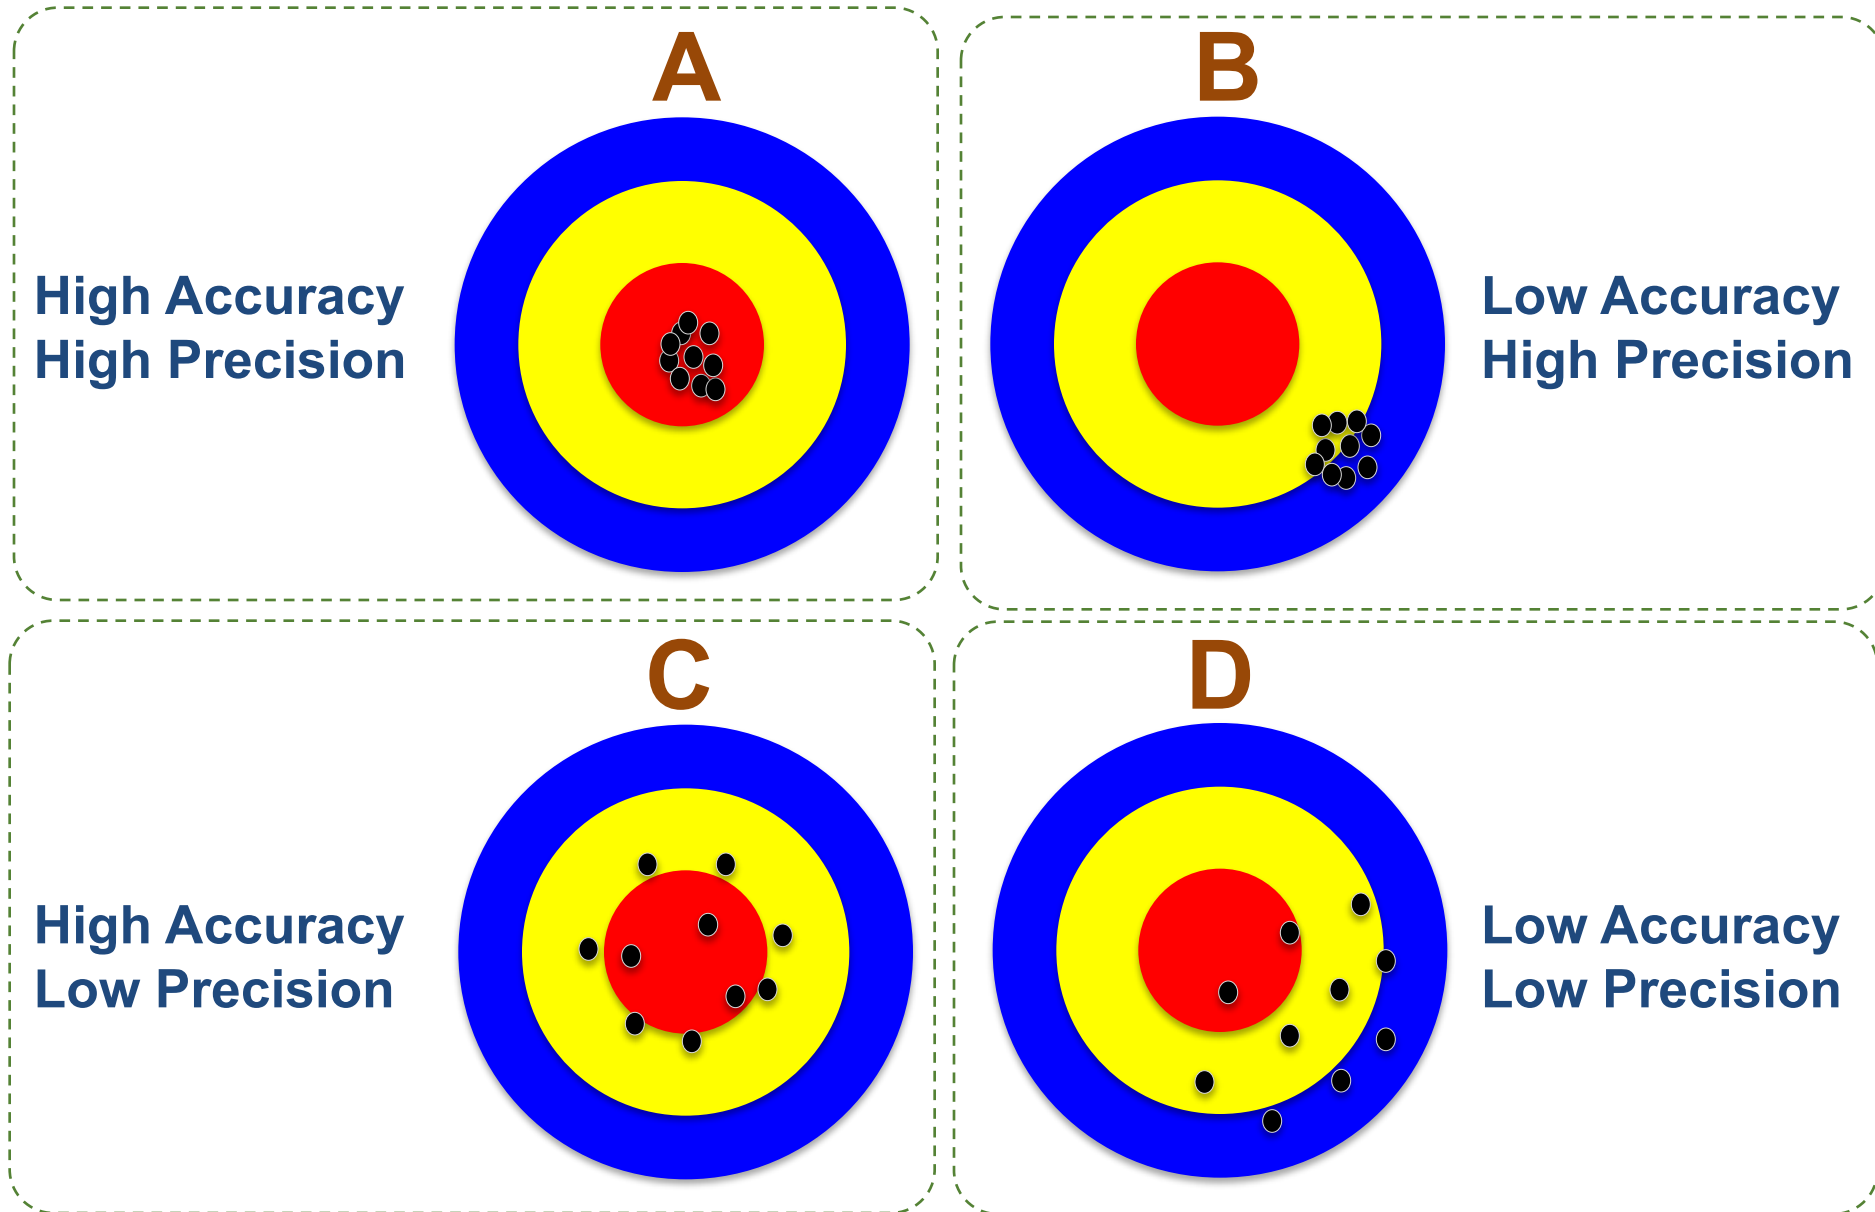 A
High Accuracy
High Precision
B
Low Accuracy
High Precision
C
High Accuracy
Low Precision
D
Low Accuracy
Low Precision